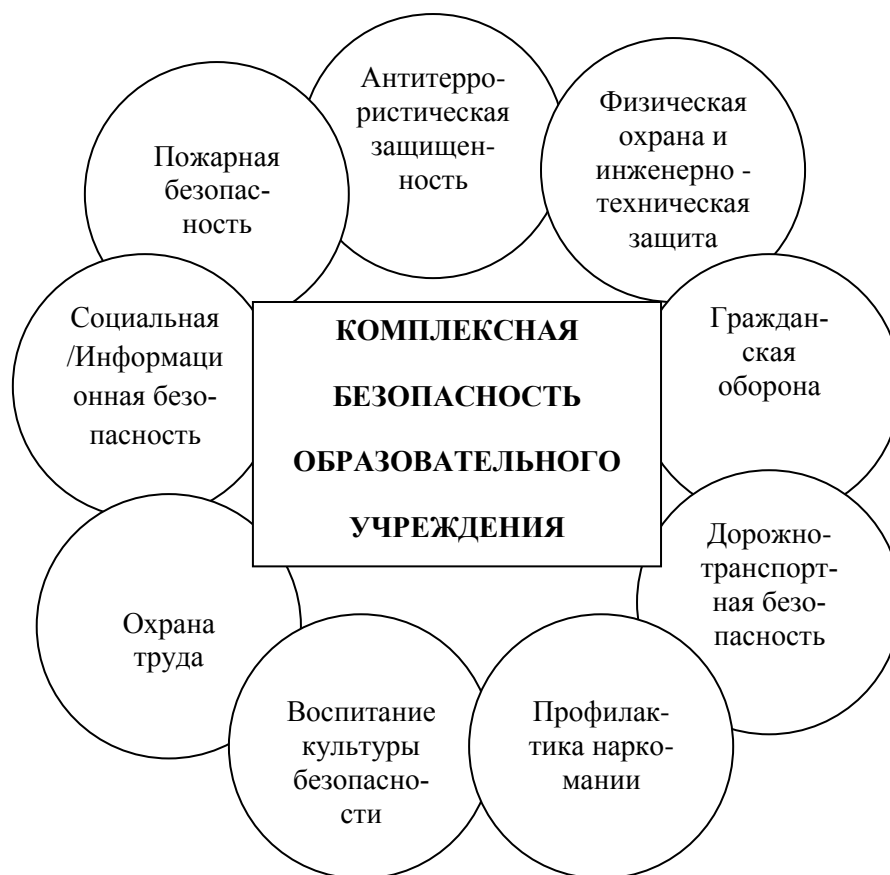 Антитерро-
ристическая
защищен-
ность
Физическая
охрана и
инженерно -
техническая
защита
Пожарная
безопас-
ность
Социальная
/Информаци
онная безо-
пасность
КОМПЛЕКСНАЯ
БЕЗОПАСНОСТЬ
ОБРАЗОВАТЕЛЬНОГО
УЧРЕЖДЕНИЯ
Граждан-
ская
оборона
Дорожно-
транспорт-
ная безо-
пасность
Охрана
труда
Воспитание
культуры
безопасно-
сти
Профилак-
тика нарко-
мании